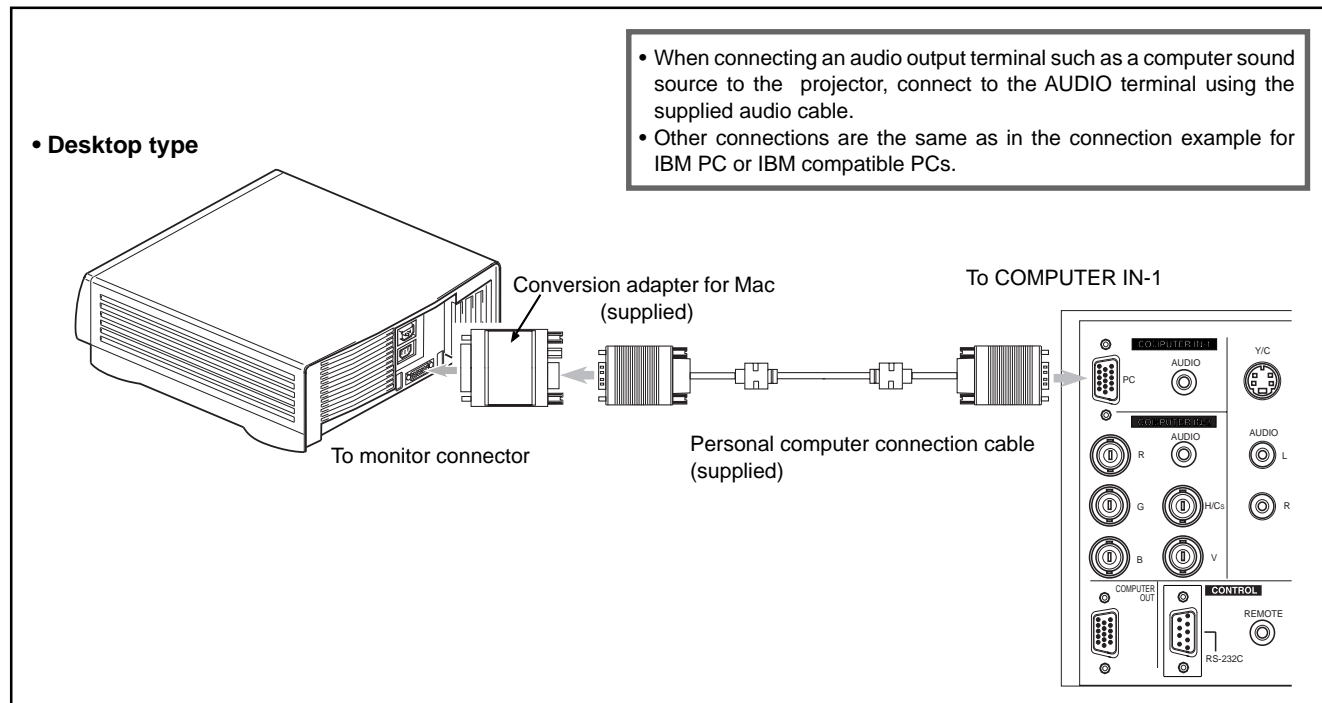 • When connecting an audio output terminal such as a computer sound
source to the projector, connect to the AUDIO terminal using the
supplied audio cable.
• Other connections are the same as in the connection example for
IBM PC or IBM compatible PCs.
• Desktop type
Conversion adapter for Mac
(supplied)
To COMPUTER IN-1
To monitor connector
Personal computer connection cable
(supplied)
COMPUTER IN-1
Y/C
AUDIO
PC
AUDIO
AUDIO
R
L
G
H/Cs
R
B
V
COMPUTER
OUT
CONTROL
REMOTE
RS-232C